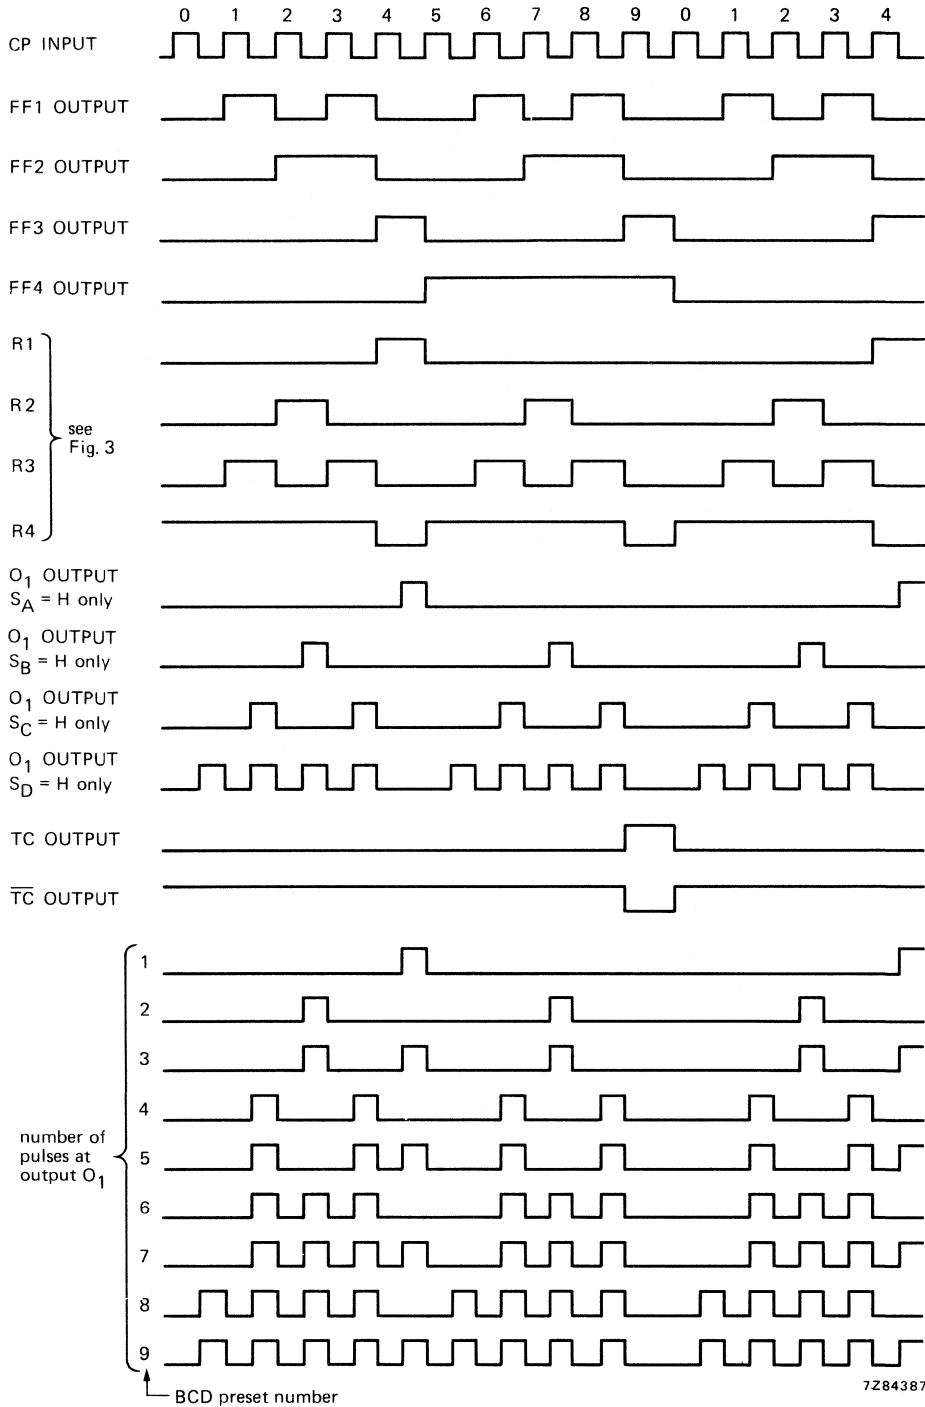 0 1 2 3 4 5 6 7 8 9 0 1 2 3 4
CP INPUT
FF1 OUTPUT
FF2 OUTPUT
FF3 OUTPUT
FF4 OUTPUT
R1
R2
see
Fig. 3
R3
R4
O1 OUTPUT
SA = H only
O1 OUTPUT
SB = H only
O1 OUTPUT
SC = H only
O1 OUTPUT
SD = H only
TC OUTPUT
T̅C̅ OUTPUT
1
2
3
4
number of
pulses at
output O1
5
6
7
8
9
BCD preset number
7Z84387